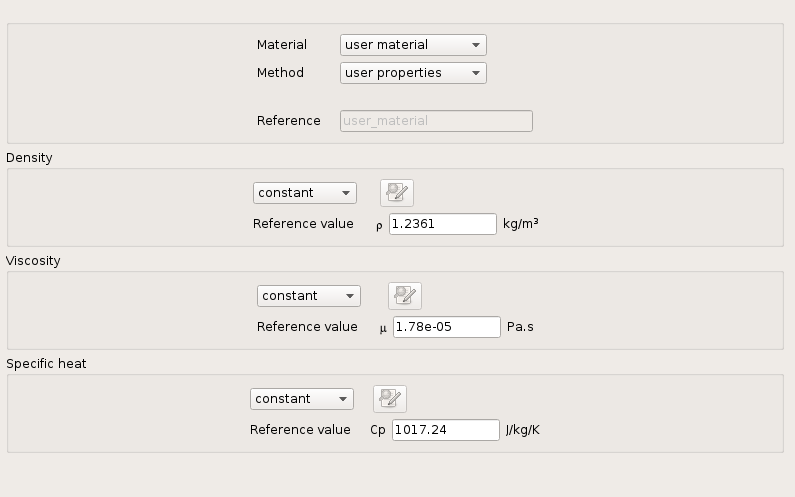 Material user material
Method user properties
Reference user_material
Density
constant
Reference value ρ 1.2361 kg/m³
Viscosity
constant
Reference value μ 1.78e-05 Pa.s
Specific heat
constant
Reference value Cp 1017.24 J/kg/K